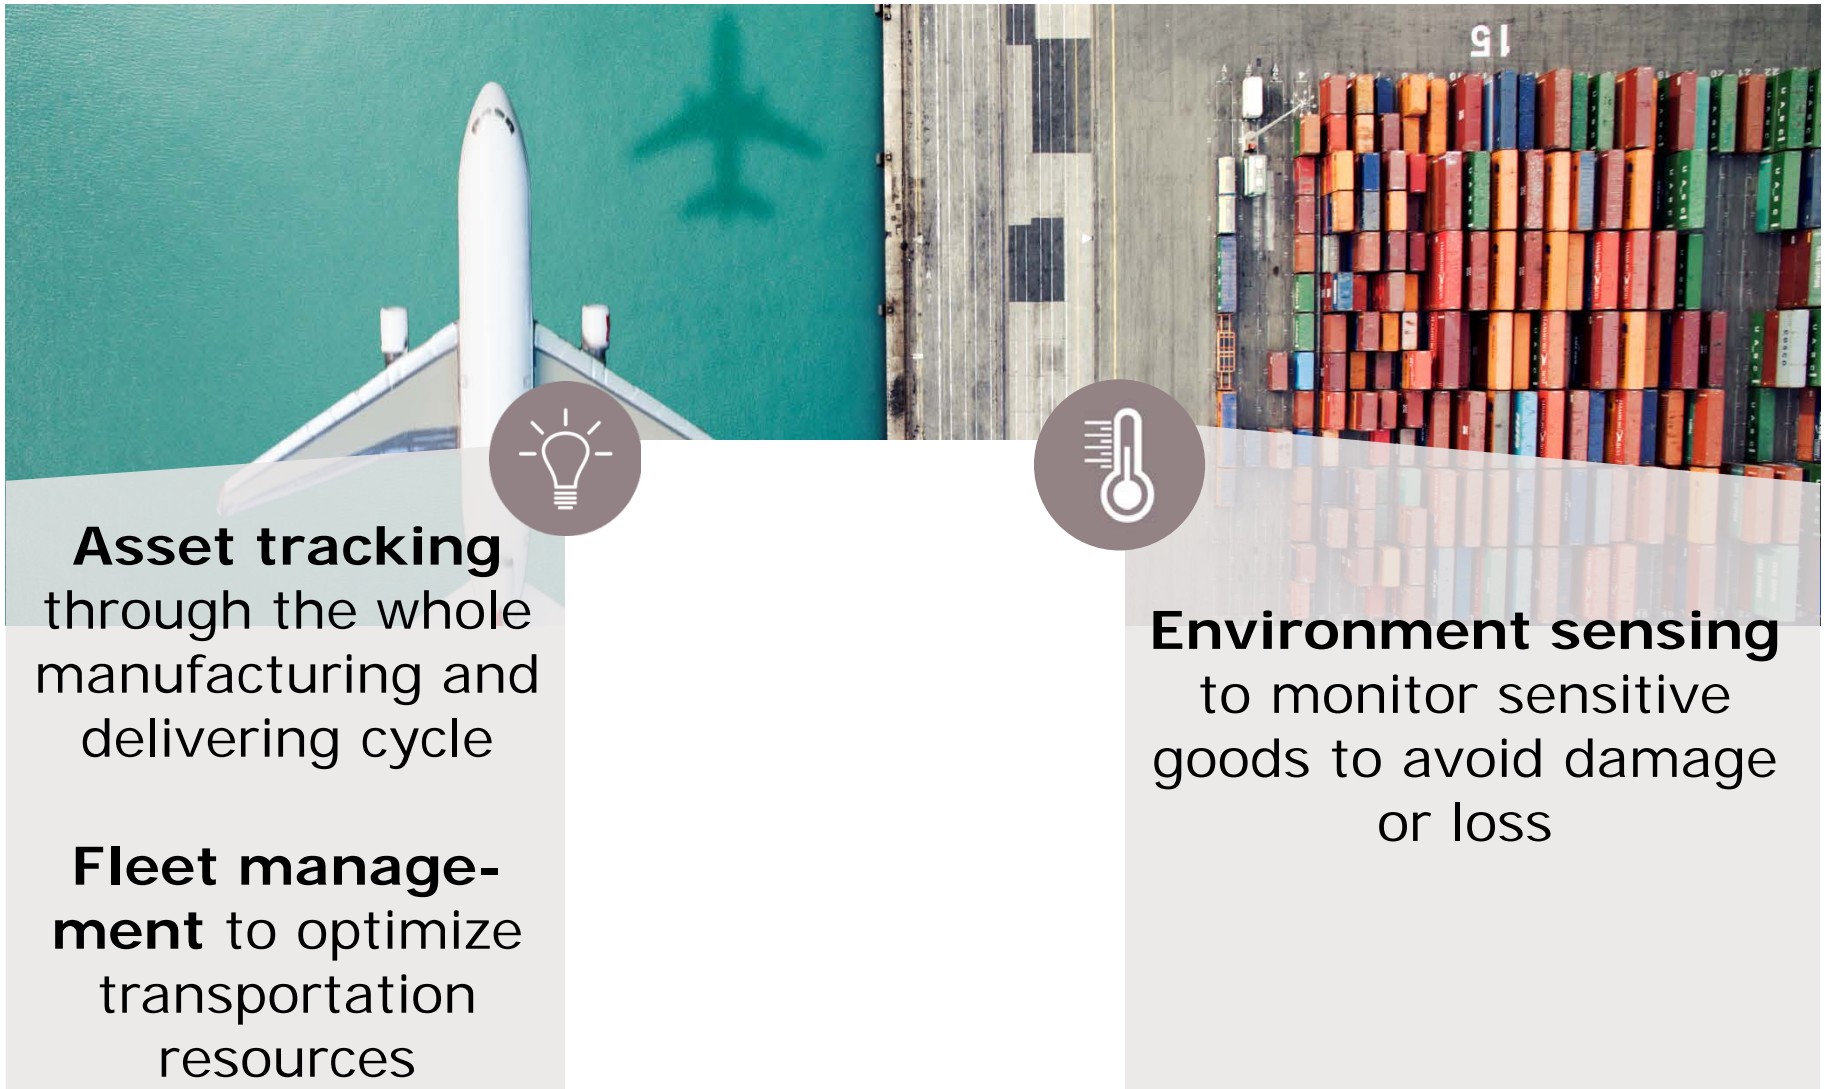 15
Asset tracking
through the whole
manufacturing and
delivering cycle
Fleet manage-
ment to optimize
transportation
resources
Environment sensing
to monitor sensitive
goods to avoid damage
or loss